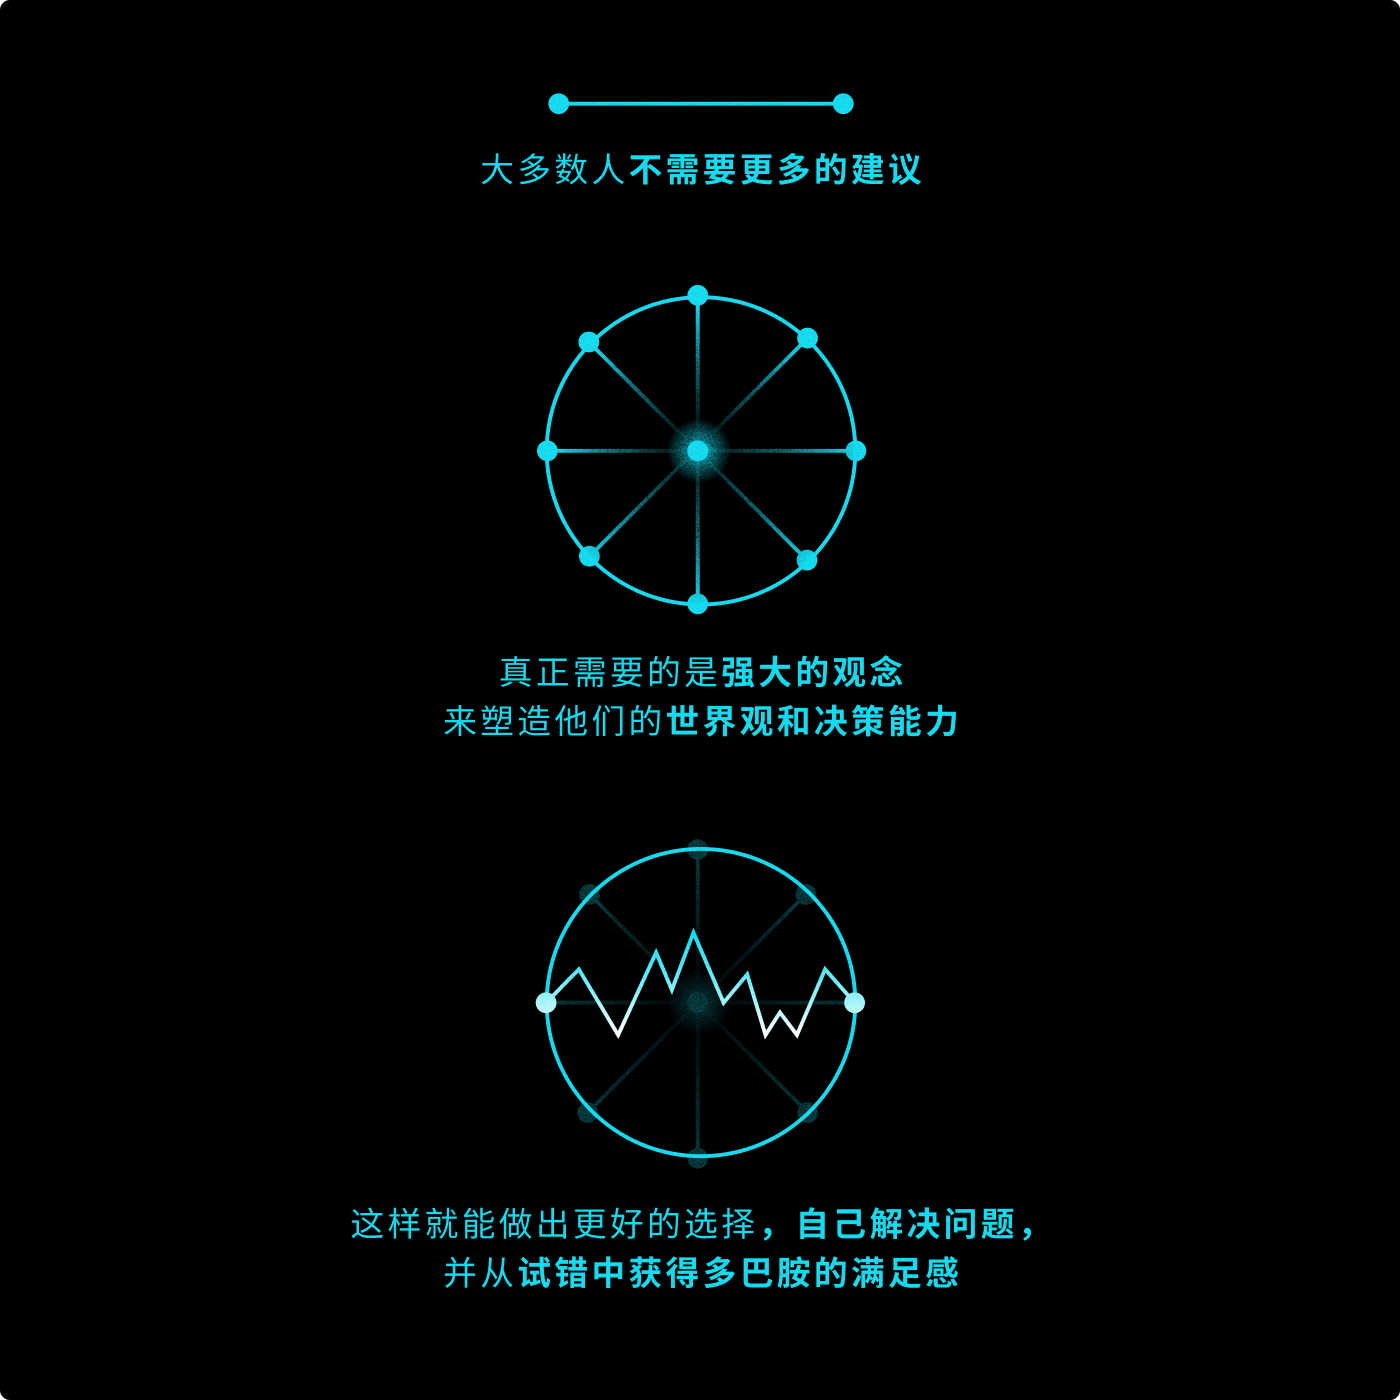 大多数人不需要更多的建议
真正需要的是强大的观念
来塑造他们的世界观和决策能力
这样就能做出更好的选择，自己解决问题，
并从试错中获得多巴胺的满足感